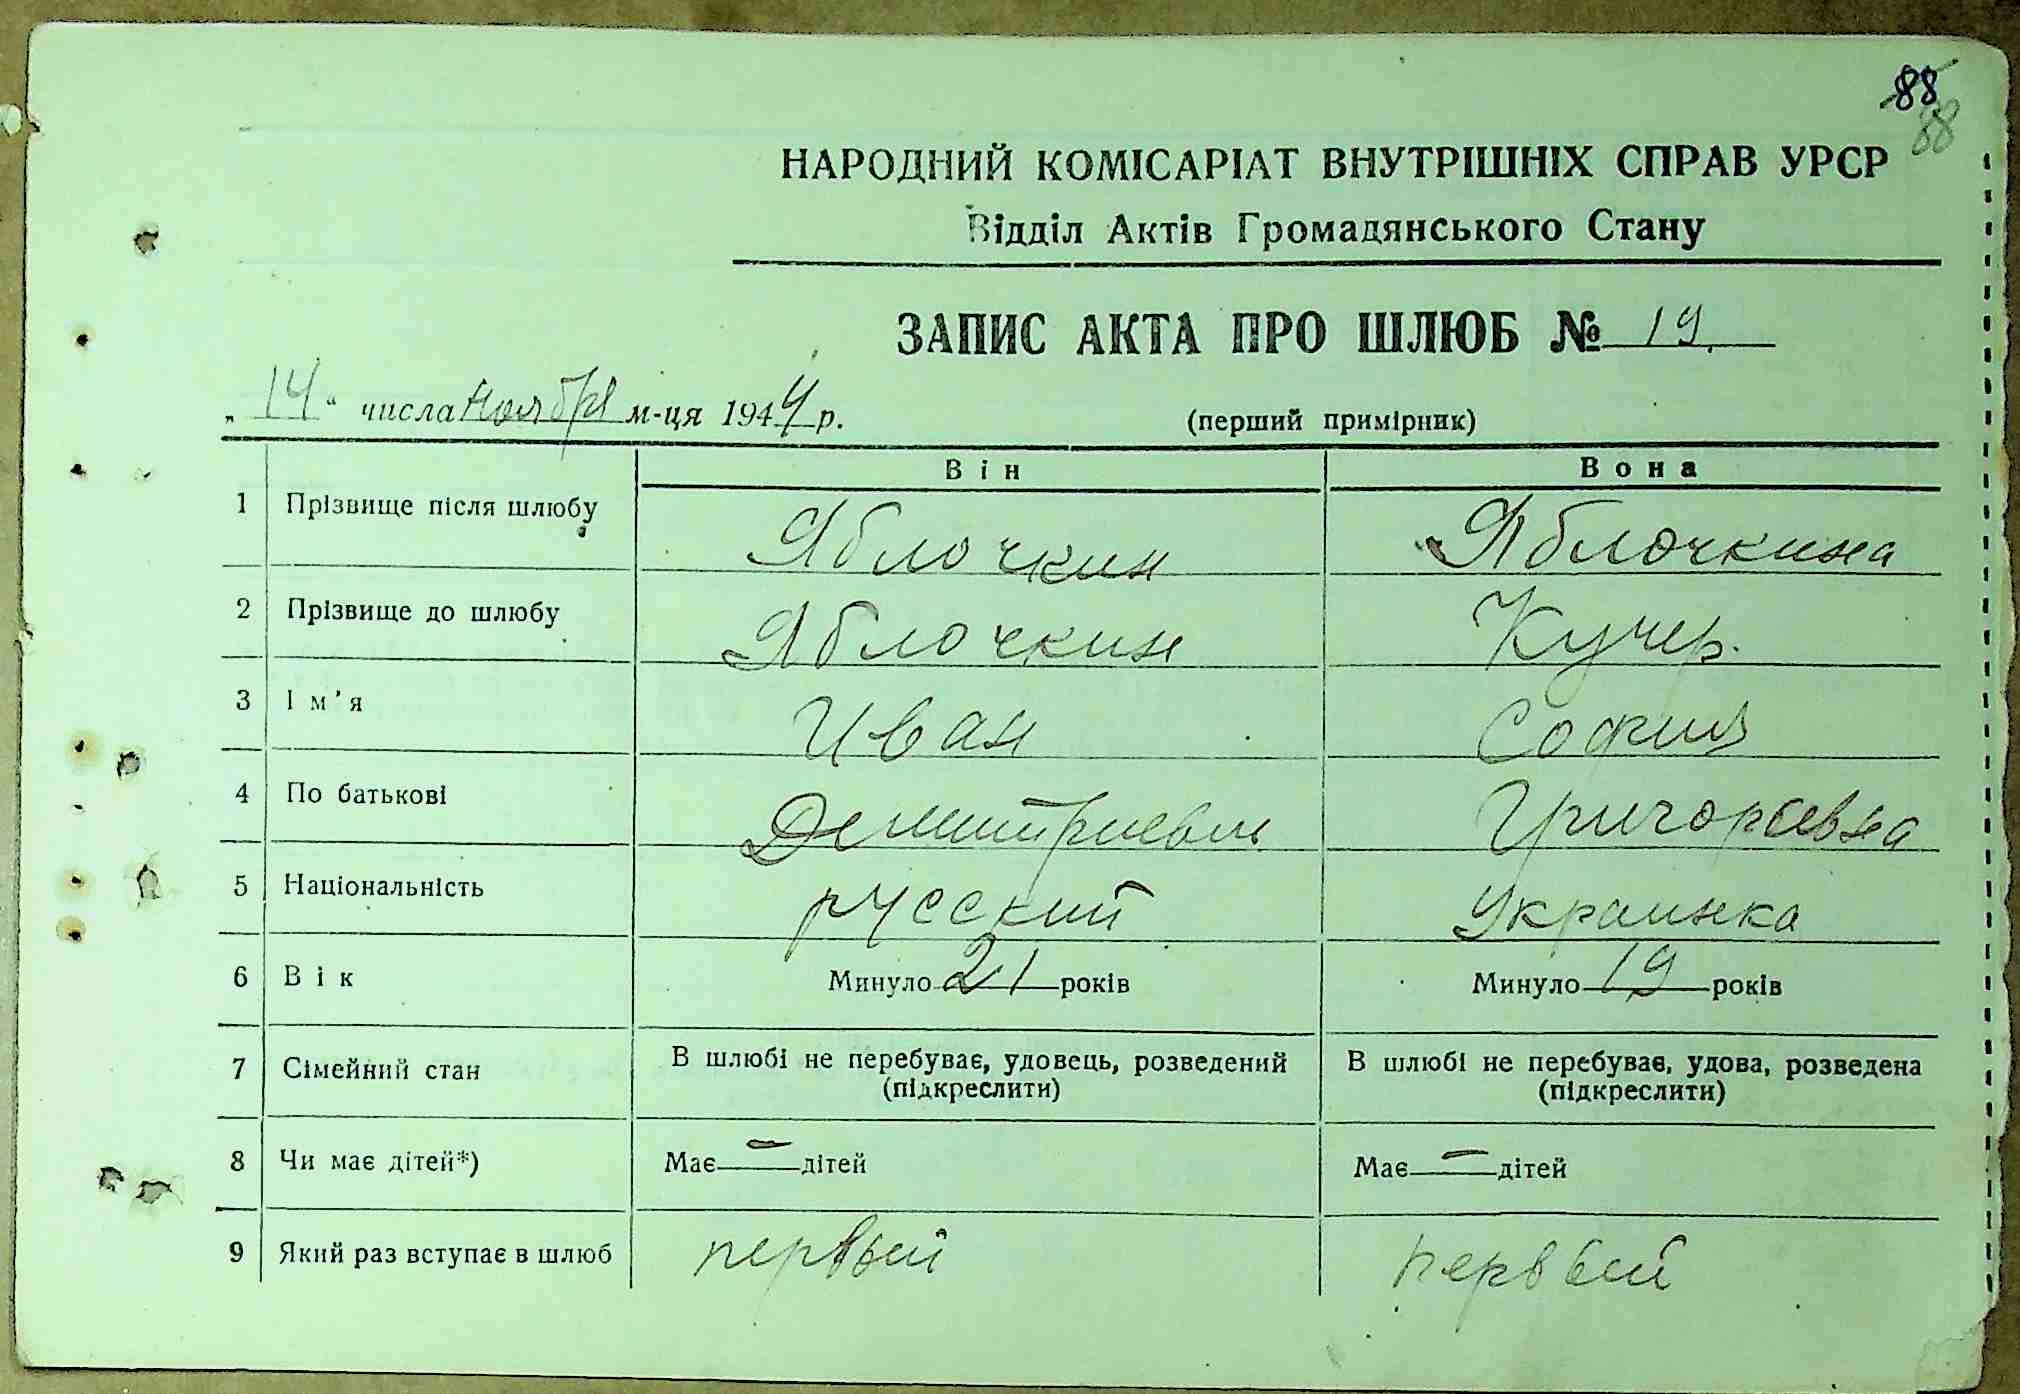 88
88
НАРОДНИЙ КОМІСАРІАТ ВНУТРІШНІХ СПРАВ УРСР
Відділ Актів Громадянського Стану
ЗАПИС АКТА ПРО ШЛЮБ № 19.
„14“ числа ноября м-ця 1944 р. (перший примірник)
Він Вона
1 Прізвище після шлюбу Яблочкин Яблочкина
2 Прізвище до шлюбу Яблочкин Кучер.
3 Ім’я Иван София
4 По батькові Демитриевич Григорьевна
5 Національність русский Украинка
6 Вік Минуло 21 років Минуло 19 років
7 Сімейний стан В шлюбі не перебуває, удовець, розведений В шлюбі не перебуває, удова, розведена
(підкреслити) (підкреслити)
8 Чи має дітей*) Має — дітей Має — дітей
9 Який раз вступає в шлюб первый первый